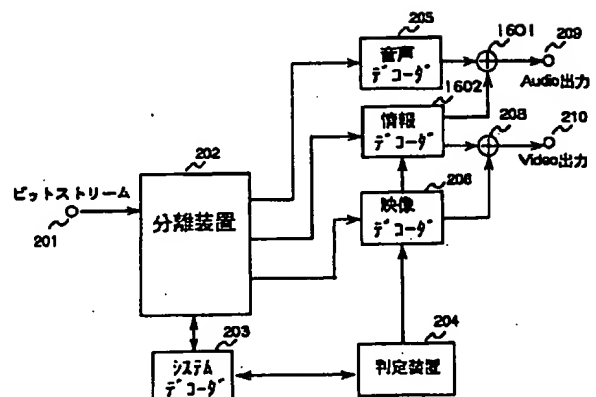 205
音声
デコーダ
1601
209
Audio出力
1602
情報
デコーダ
208
210
Video出力
202
分離装置
ビットストリーム
201
206
映像
デコーダ
203
システム
デコーダ
204
判定装置